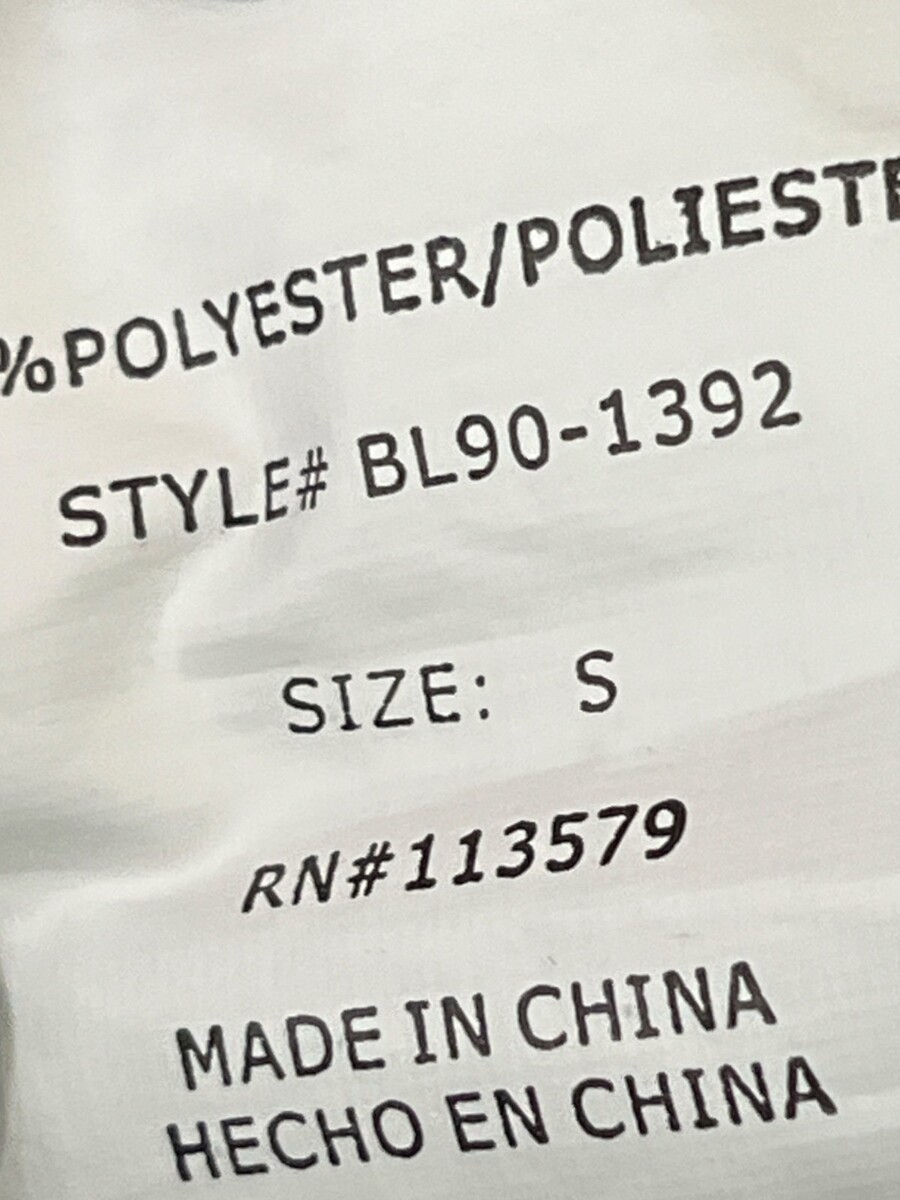 %POLYESTER/POLIESTE
STYLE# BL90-1392
SIZE: S
RN#113579
MADE IN CHINA
HECHO EN CHINA